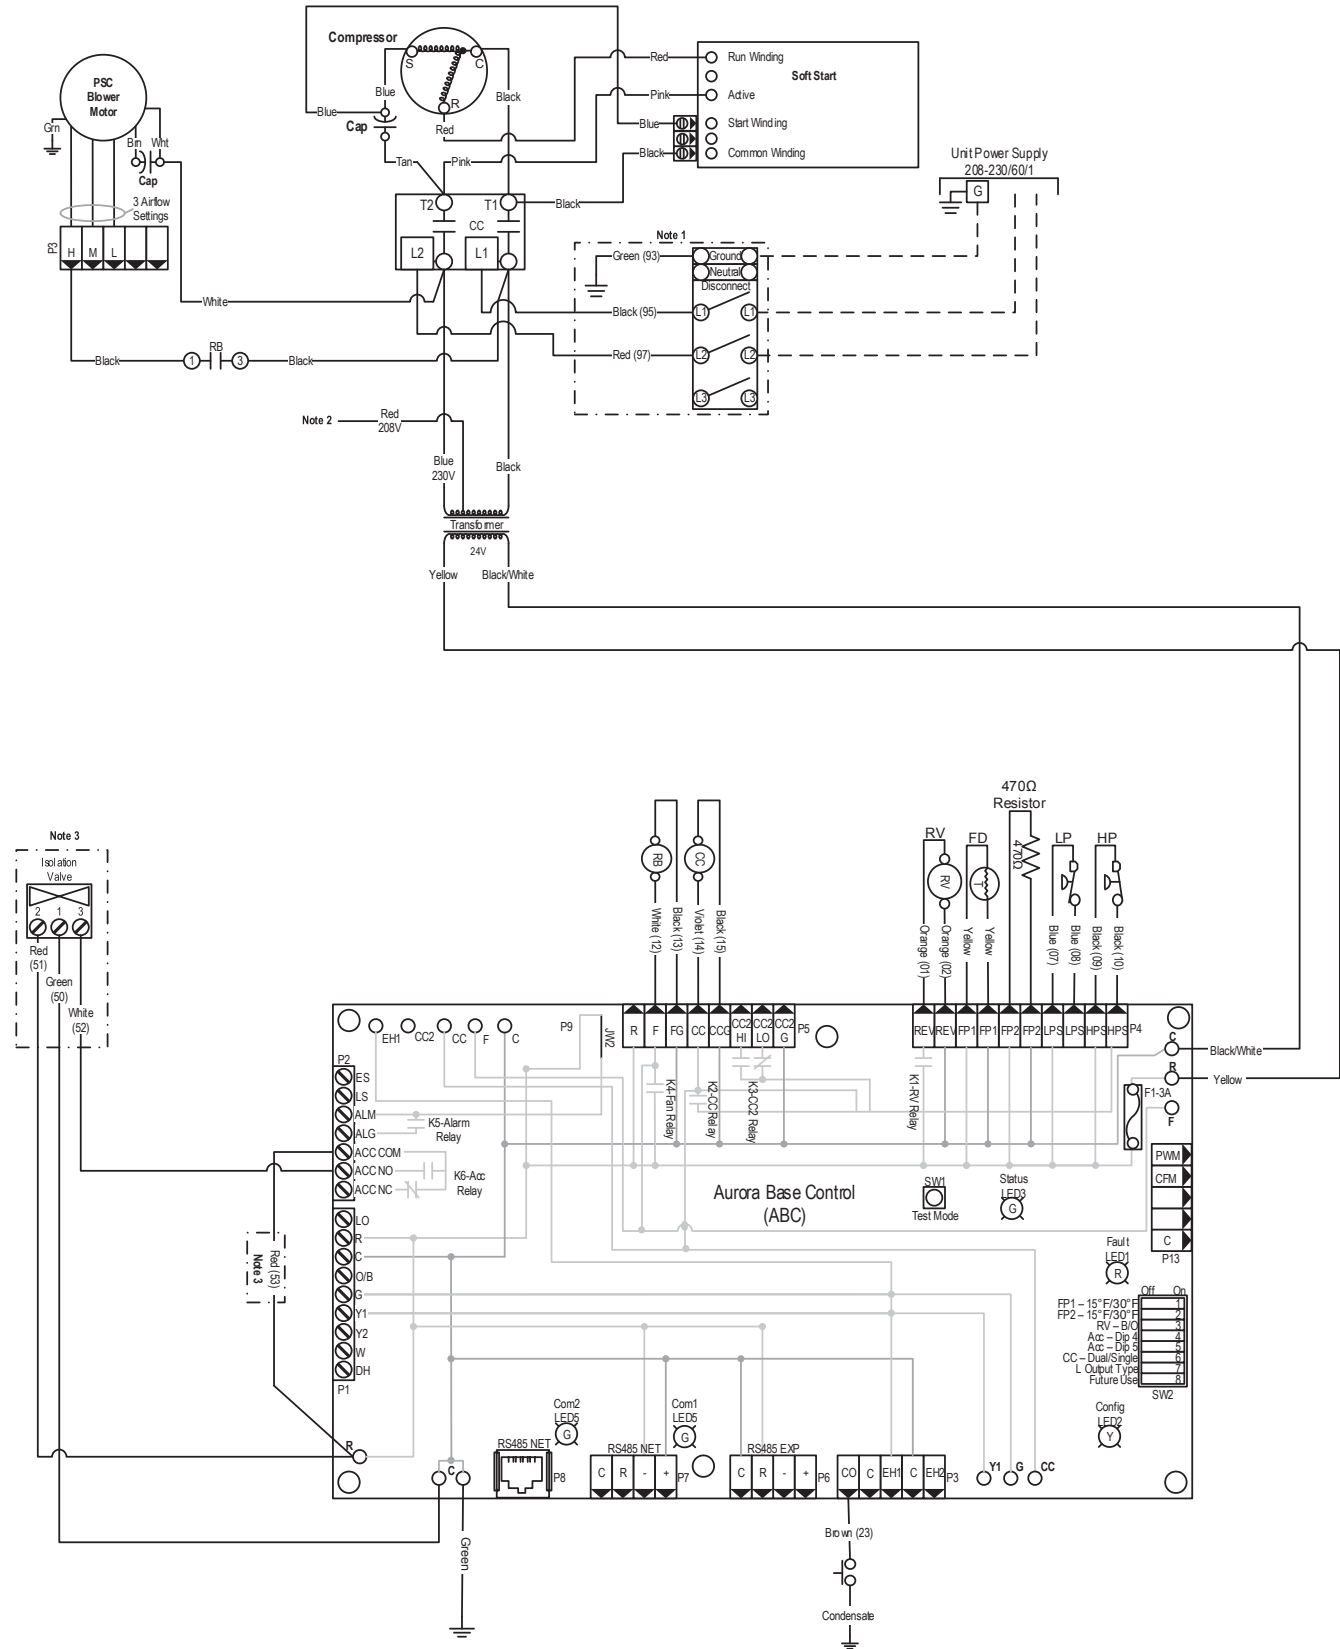 Compressor
S
C
R
Blue
Black
Red
Blue
Cap
Tan
Pink
Red
Run Winding
Soft Start
Pink
Active
Blue
Start Winding
Black
Common Winding
PSC
Blower
Motor
Grn
Brn
Wht
Cap
3 Airflow
Settings
P3
H
M
L
T2
T1
CC
L2
L1
Black
White
Black
1
RB
3
Black
Unit Power Supply
208-230/60/1
G
Note 1
Green (93)
Ground
Neutral
Disconnect
Black (95)
L1
L1
Red (97)
L2
L2
L3
L3
Note 2
Red
208V
Blue
230V
Black
Transformer
24V
Yellow
Black/White
Note 3
Isolation
Valve
2
1
3
Red
(51)
Green
(50)
White
(52)
RB
CC
White (12)
Black (13)
Violet (14)
Black (15)
470Ω
Resistor
RV
FD
470Ω
LP
HP
RV
T
Orange (01)
Orange (02)
Yellow
Yellow
Blue (07)
Blue (08)
Black (09)
Black (10)
EH1
CC2
CC
F
C
P9
JW2
R
F
FG
CC
CCG
CC2
HI
CC2
LO
CC2
G
P5
REV
REV
FP1
FP1
FP2
FP2
LPS
LPS
HPS
HPS
P4
C
Black/White
R
Yellow
F1-3A
F
P2
ES
LS
ALM
ALG
ACC COM
ACC NO
ACC NC
K5-Alarm
Relay
K6-Acc
Relay
K4-Fan Relay
K2-CC Relay
K3-CC2 Relay
K1-RV Relay
PWM
CFM
C
P13
Aurora Base Control
(ABC)
SW1
Test Mode
Status
LED3
G
Fault
LED1
R
LO
R
C
O/B
G
Y1
Y2
W
DH
P1
Red (53)
Note 3
Off
On
FP1 – 15°F/30°F
1
FP2 – 15°F/30°F
2
RV – B/O
3
Acc – Dip 4
4
Acc – Dip 5
5
CC – Dual/Single
6
L Output Type
7
Future Use
8
SW2
Config
LED2
Y
R
C
Com2
LED5
G
Com1
LED5
G
RS485 NET
P8
RS485 NET
C
R
-
+
P7
RS485 EXP
C
R
-
+
P6
CO
C
EH1
C
EH2
P3
Y1
G
CC
Green
Brown (23)
Condensate